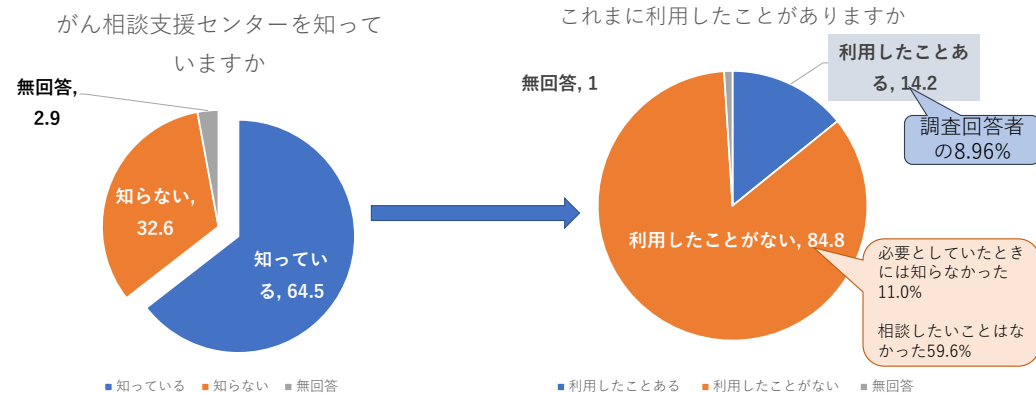 がん相談支援センターを知って
いますか
無回答,
2.9
知らない,
32.6
知ってい
る, 64.5
知っている 知らない 無回答
これまに利用したことがありますか
無回答, 1
利用したことあ
る, 14.2
調査回答者
の8.96%
利用したことがない, 84.8
必要としていたとき
には知らなかった
11.0%
相談したいことはな
かった59.6%
利用したことある 利用したことがない 無回答